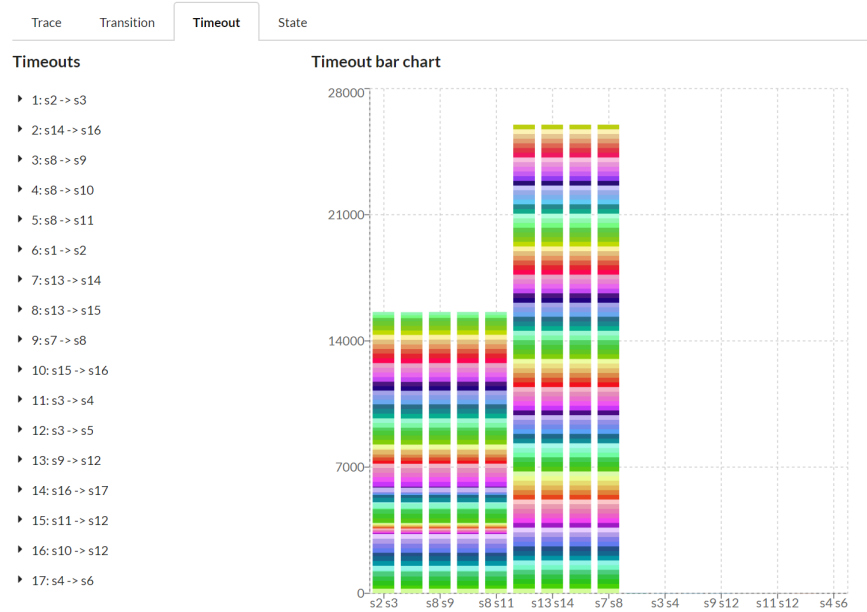 Trace Transition Timeout State
Timeouts
1: s2 -> s3
2: s14 -> s16
3: s8 -> s9
4: s8 -> s10
5: s8 -> s11
6: s1 -> s2
7: s13 -> s14
8: s13 -> s15
9: s7 -> s8
10: s15 -> s16
11: s3 -> s4
12: s3 -> s5
13: s9 -> s12
14: s16 -> s17
15: s11 -> s12
16: s10 -> s12
17: s4 -> s6
Timeout bar chart
28000
21000
14000
7000
0
s2 s3 s8 s9 s8 s11 s13 s14 s7 s8 s3 s4 s9 s12 s11 s12 s4 s6